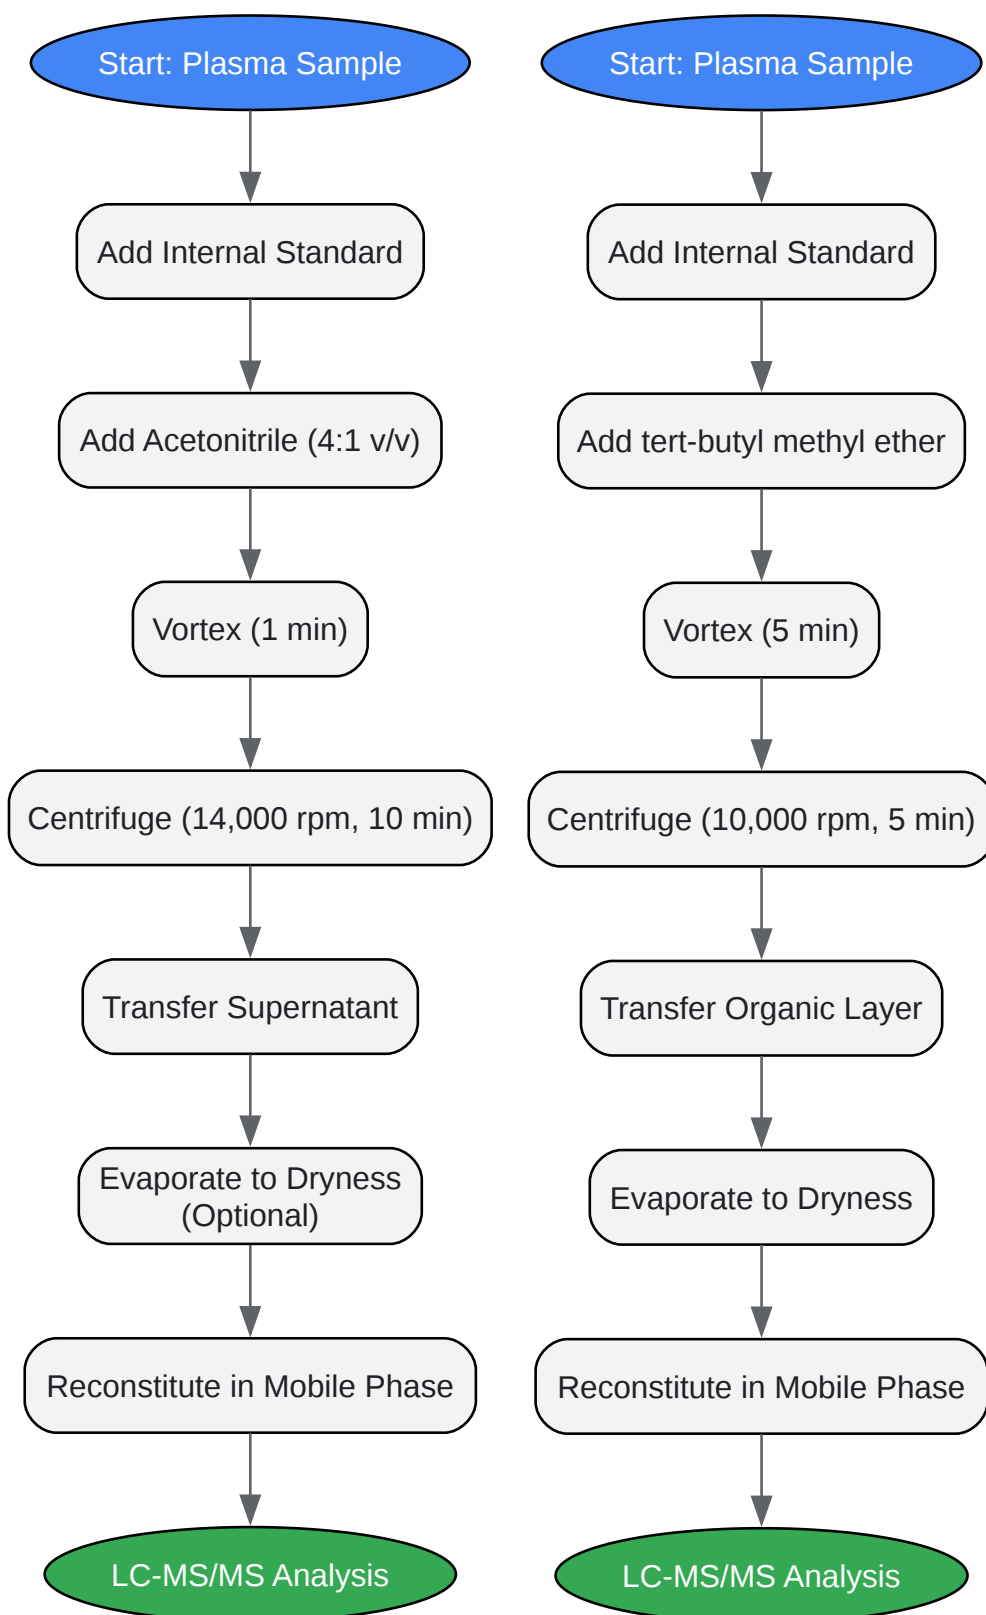 Start: Plasma Sample
Add Internal Standard
Add Acetonitrile (4:1 v/v)
Vortex (1 min)
Centrifuge (14,000 rpm, 10 min)
Transfer Supernatant
Evaporate to Dryness
(Optional)
Reconstitute in Mobile Phase
LC-MS/MS Analysis
Start: Plasma Sample
Add Internal Standard
Add tert-butyl methyl ether
Vortex (5 min)
Centrifuge (10,000 rpm, 5 min)
Transfer Organic Layer
Evaporate to Dryness
Reconstitute in Mobile Phase
LC-MS/MS Analysis